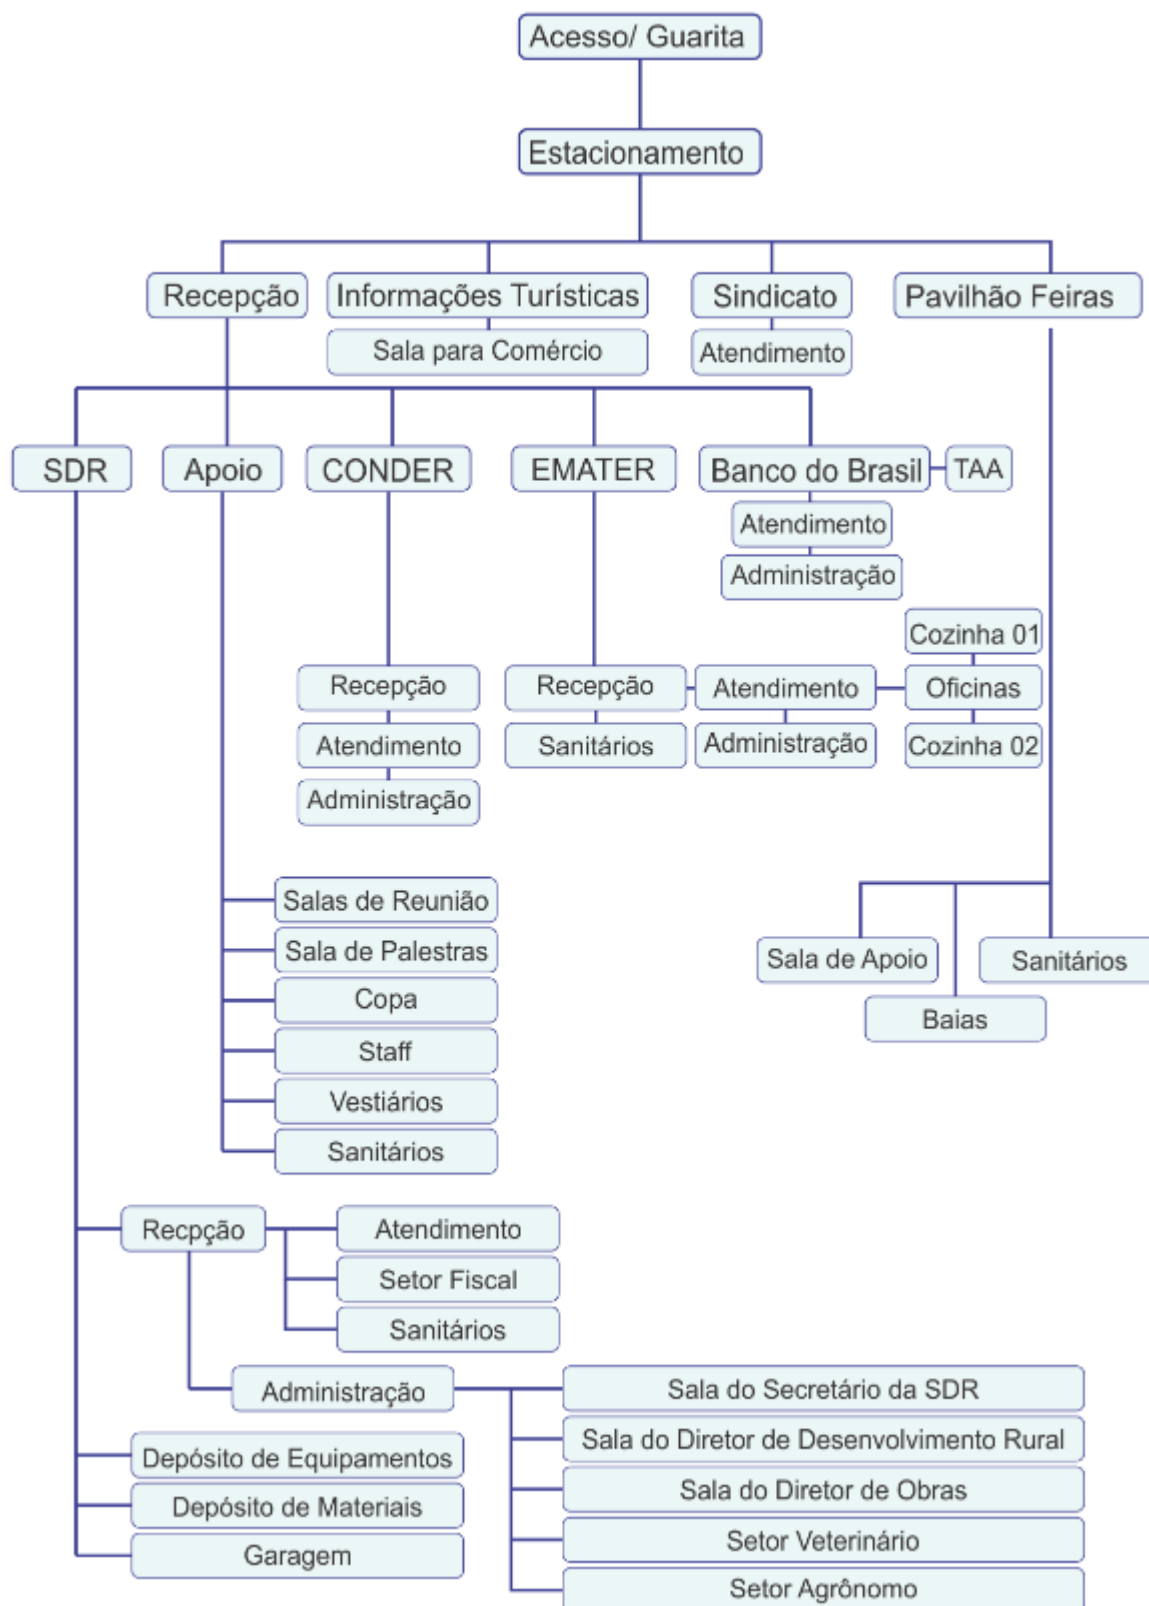 Acesso/ Guarita
Estacionamento
Recepção
Informações Turísticas
Sindicato
Pavilhão Feiras
Sala para Comércio
Atendimento
SDR
Apoio
CONDER
EMATER
Banco do Brasil
TAA
Atendimento
Administração
Cozinha 01
Recepção
Recepção
Atendimento
Oficinas
Atendimento
Sanitários
Administração
Cozinha 02
Administração
Salas de Reunião
Sala de Palestras
Copa
Staff
Vestiários
Sanitários
Sala de Apoio
Sanitários
Baias
Recpção
Atendimento
Setor Fiscal
Sanitários
Administração
Sala do Secretário da SDR
Sala do Diretor de Desenvolvimento Rural
Sala do Diretor de Obras
Setor Veterinário
Setor Agrônomo
Depósito de Equipamentos
Depósito de Materiais
Garagem